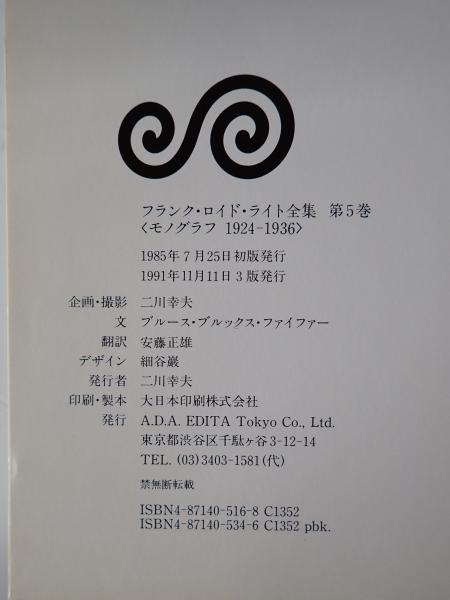 フランク・ロイド・ライト全集 第5巻
〈モノグラフ 1924-1936〉
1985年7月25日初版発行
1991年11月11日3版発行
企画・撮影 二川幸夫
文 ブルース・ブルックス・ファイファー
翻訳 安藤正雄
デザイン 細谷巖
発行者 二川幸夫
印刷・製本 大日本印刷株式会社
発行 A.D.A. EDITA Tokyo Co., Ltd.
東京都渋谷区千駄ヶ谷3-12-14
TEL. (03)3403-1581(代)
禁無断転載
ISBN4-87140-516-8 C1352
ISBN4-87140-534-6 C1352 pbk.